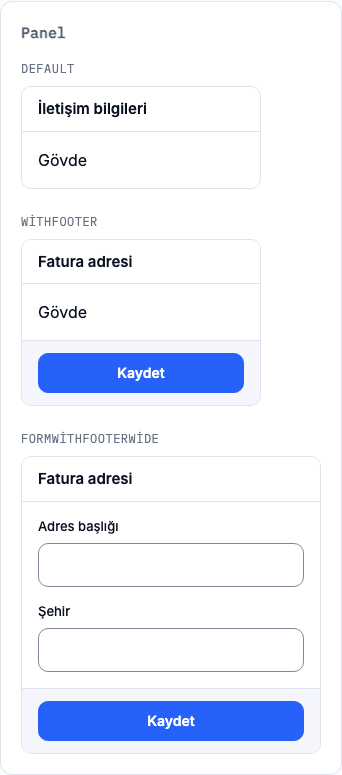 Panel
DEFAULT
İletişim bilgileri
Gövde
WİTHFOOTER
Fatura adresi
Gövde
Kaydet
FORMWİTHFOOTERWİDE
Fatura adresi
Adres başlığı
Şehir
Kaydet